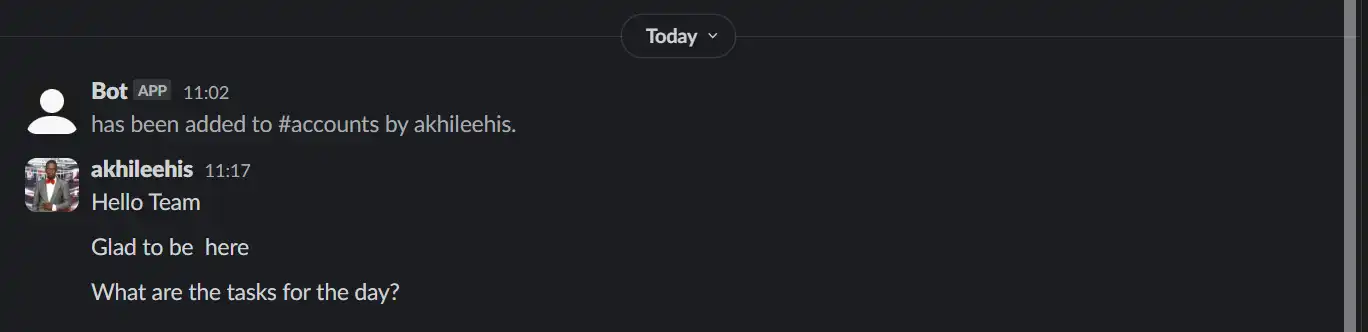 Today
Bot APP 11:02
has been added to #accounts by akhileehis.
akhileehis 11:17
Hello Team
Glad to be  here
What are the tasks for the day?